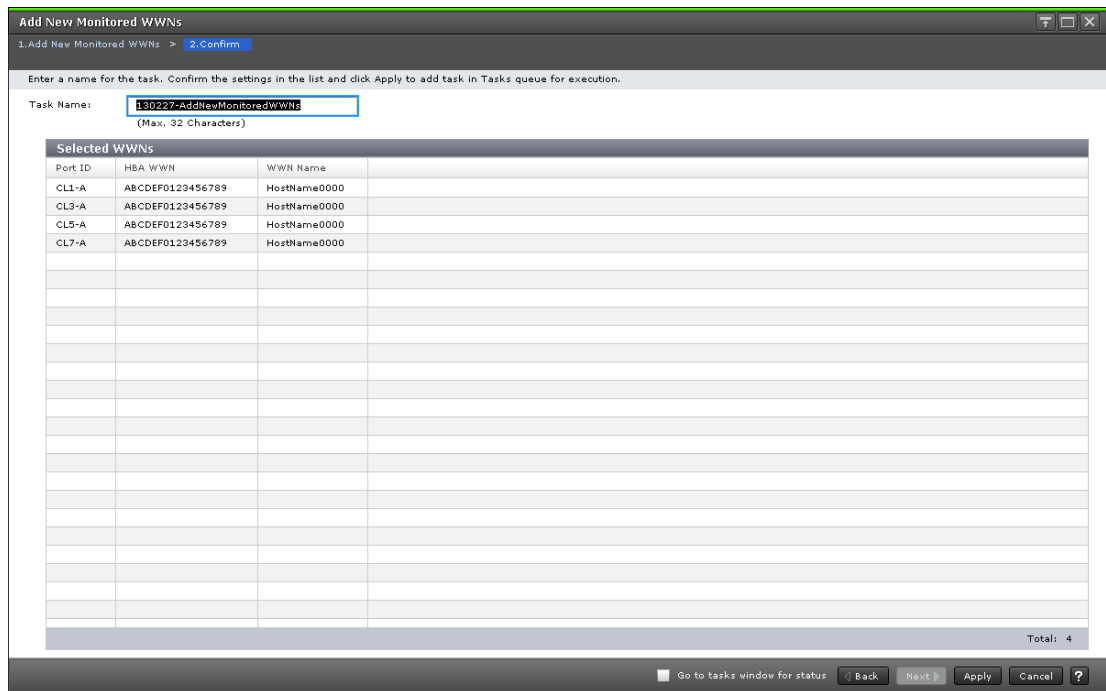 Add New Monitored WWNs
1.Add New Monitored WWNs > 2.Confirm
Enter a name for the task. Confirm the settings in the list and click Apply to add task in Tasks queue for execution.
Task Name: 130227-AddNewMonitoredWWNs
(Max. 32 Characters)
Selected WWNs
Port ID HBA WWN WWN Name
CL1-A ABCDEF0123456789 HostName0000
CL3-A ABCDEF0123456789 HostName0000
CL5-A ABCDEF0123456789 HostName0000
CL7-A ABCDEF0123456789 HostName0000
Total: 4
Go to tasks window for status Back Next Apply Cancel ?